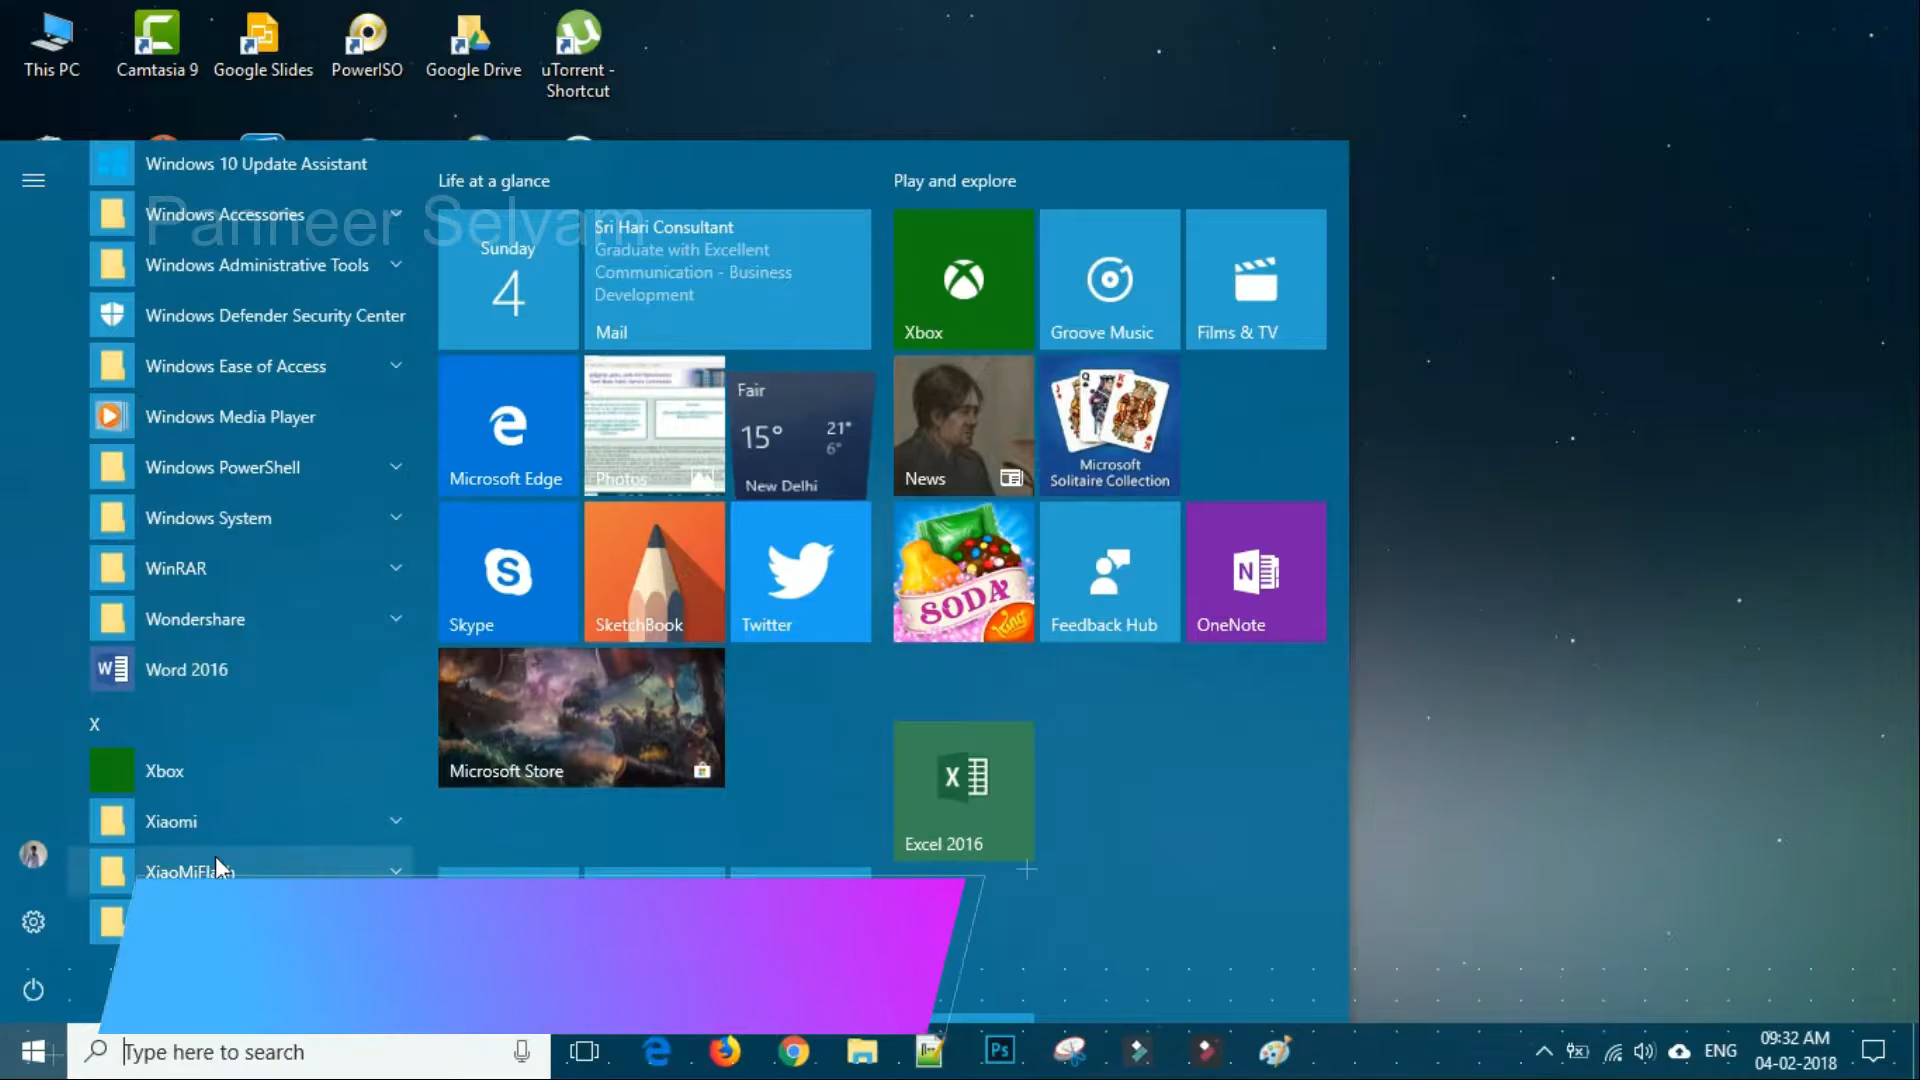 This PC
Camtasia 9
Google Slides
PowerISO
Google Drive
uTorrent -
Shortcut
Windows 10 Update Assistant
Windows Accessories
Windows Administrative Tools
Windows Defender Security Center
Windows Ease of Access
Windows Media Player
Windows PowerShell
Windows System
WinRAR
Wondershare
Word 2016
X
Xbox
Xiaomi
XiaoMiFlash
Panneer Selvam
Life at a glance
Sunday
4
Sri Hari Consultant
Graduate with Excellent
Communication - Business
Development
Mail
Microsoft Edge
Photos
Fair
15°
21°
6°
New Delhi
Skype
SketchBook
Twitter
Microsoft Store
Play and explore
Xbox
Groove Music
Films & TV
News
Microsoft
Solitaire Collection
SODA
King
Feedback Hub
OneNote
Excel 2016
Type here to search
Ps
ENG
09:32 AM
04-02-2018